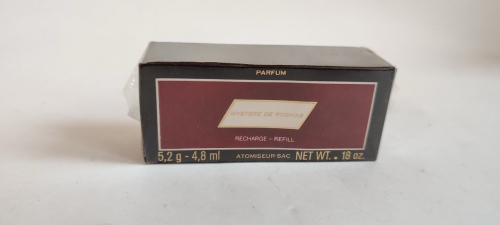 PARFUM
MYSTERE DE ROCHAS
RECHARGE - REFILL
5,2 g - 4,8 ml ATOMISEUR SAC NET WT. . 18 oz.